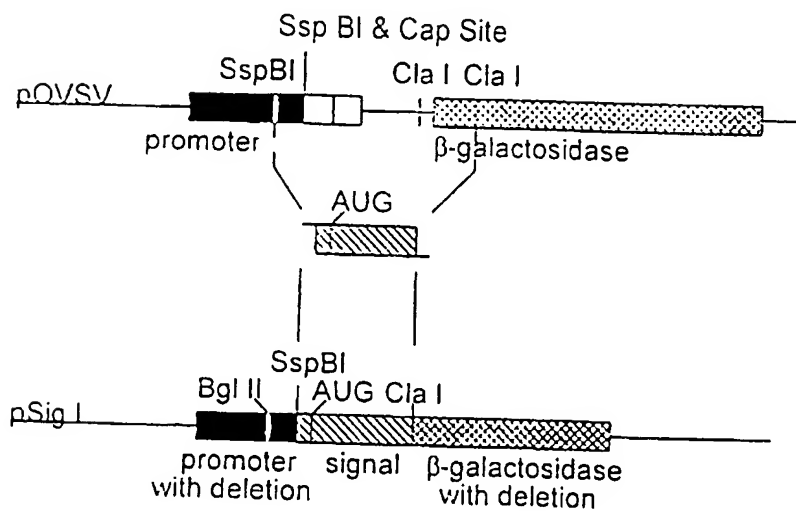 Ssp BI & Cap Site
SspBI
Cla I Cla I
pOVSV
promoter
β-galactosidase
AUG
SspBI
Bgl II
AUG Cla I
pSig I
promoter
with deletion
signal
β-galactosidase
with deletion